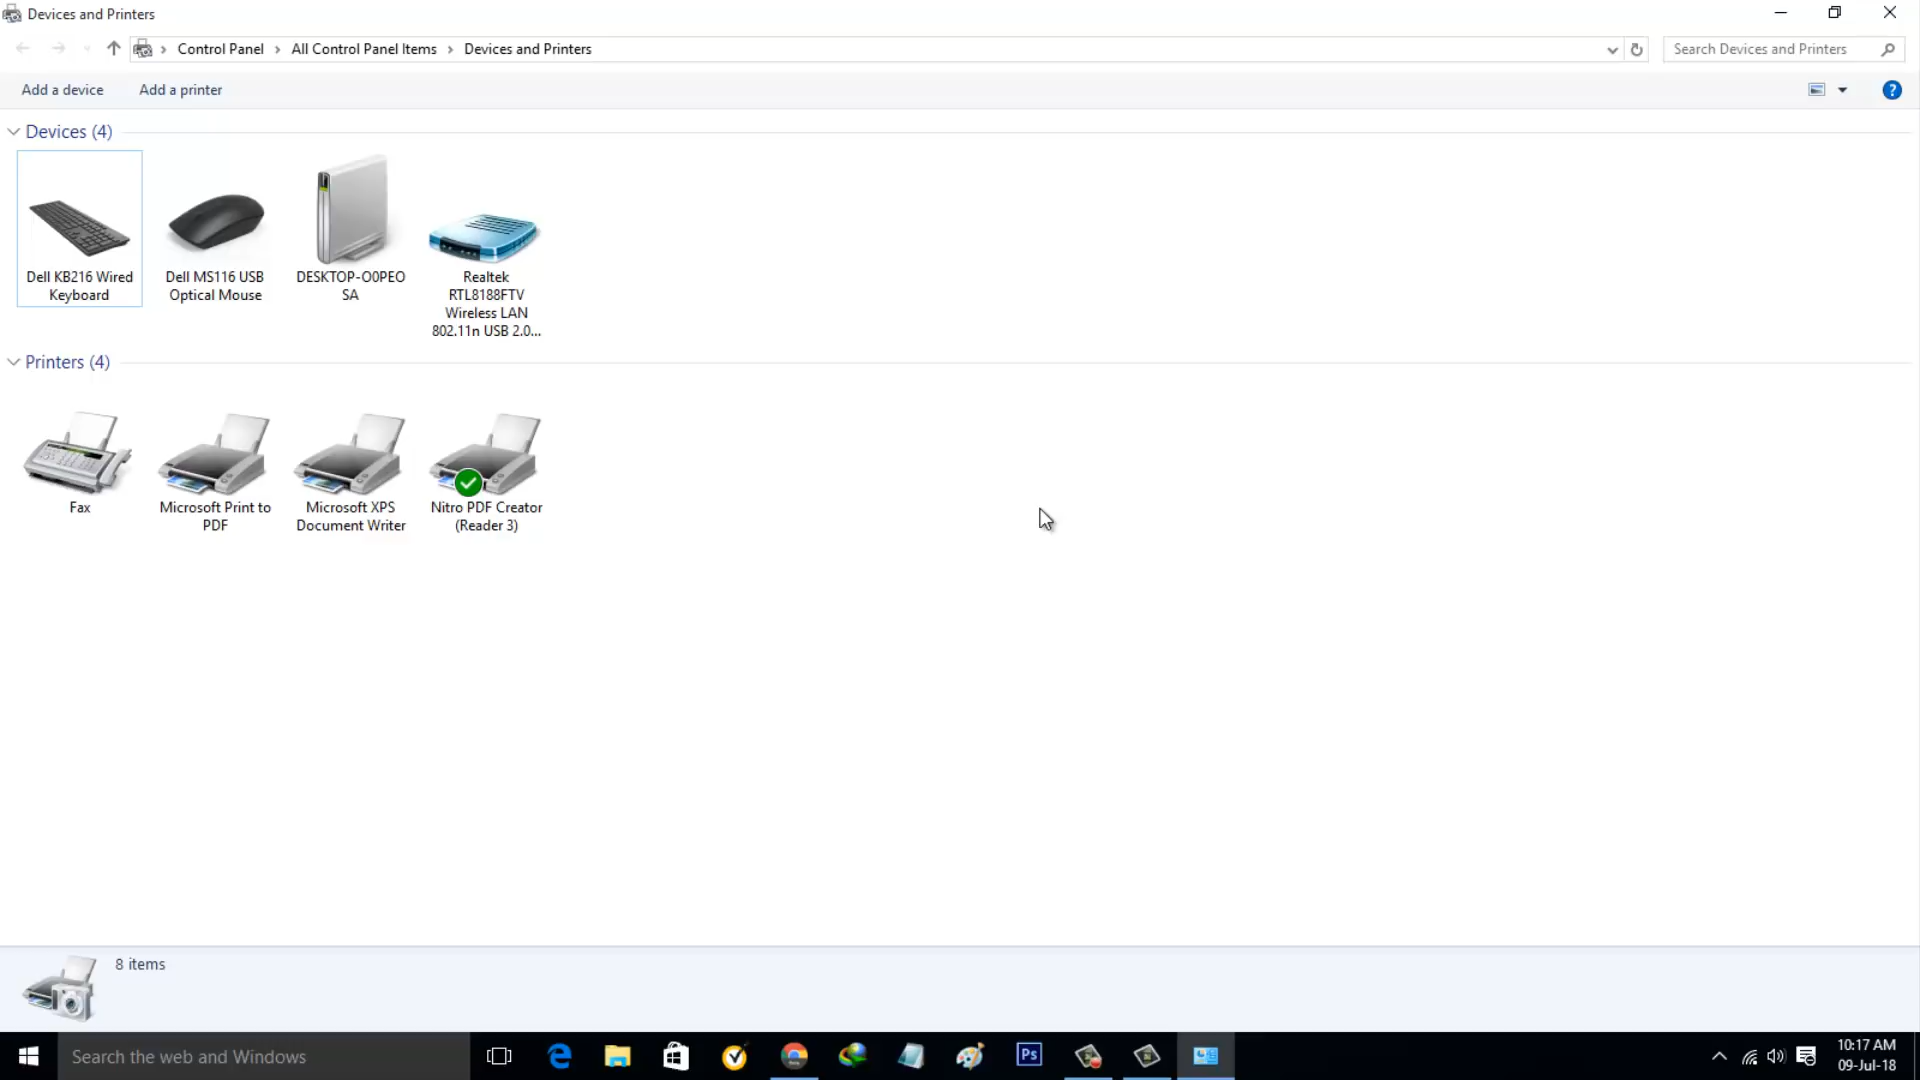 Devices and Printers
Control Panel > All Control Panel Items > Devices and Printers
Search Devices and Printers
Add a device
Add a printer
Devices (4)
Dell KB216 Wired
Keyboard
Dell MS116 USB
Optical Mouse
DESKTOP-O0PEO
SA
Realtek
RTL8188FTV
Wireless LAN
802.11n USB 2.0...
Printers (4)
Fax
Microsoft Print to
PDF
Microsoft XPS
Document Writer
Nitro PDF Creator
(Reader 3)
8 items
Search the web and Windows
Ps
10:17 AM
09-Jul-18